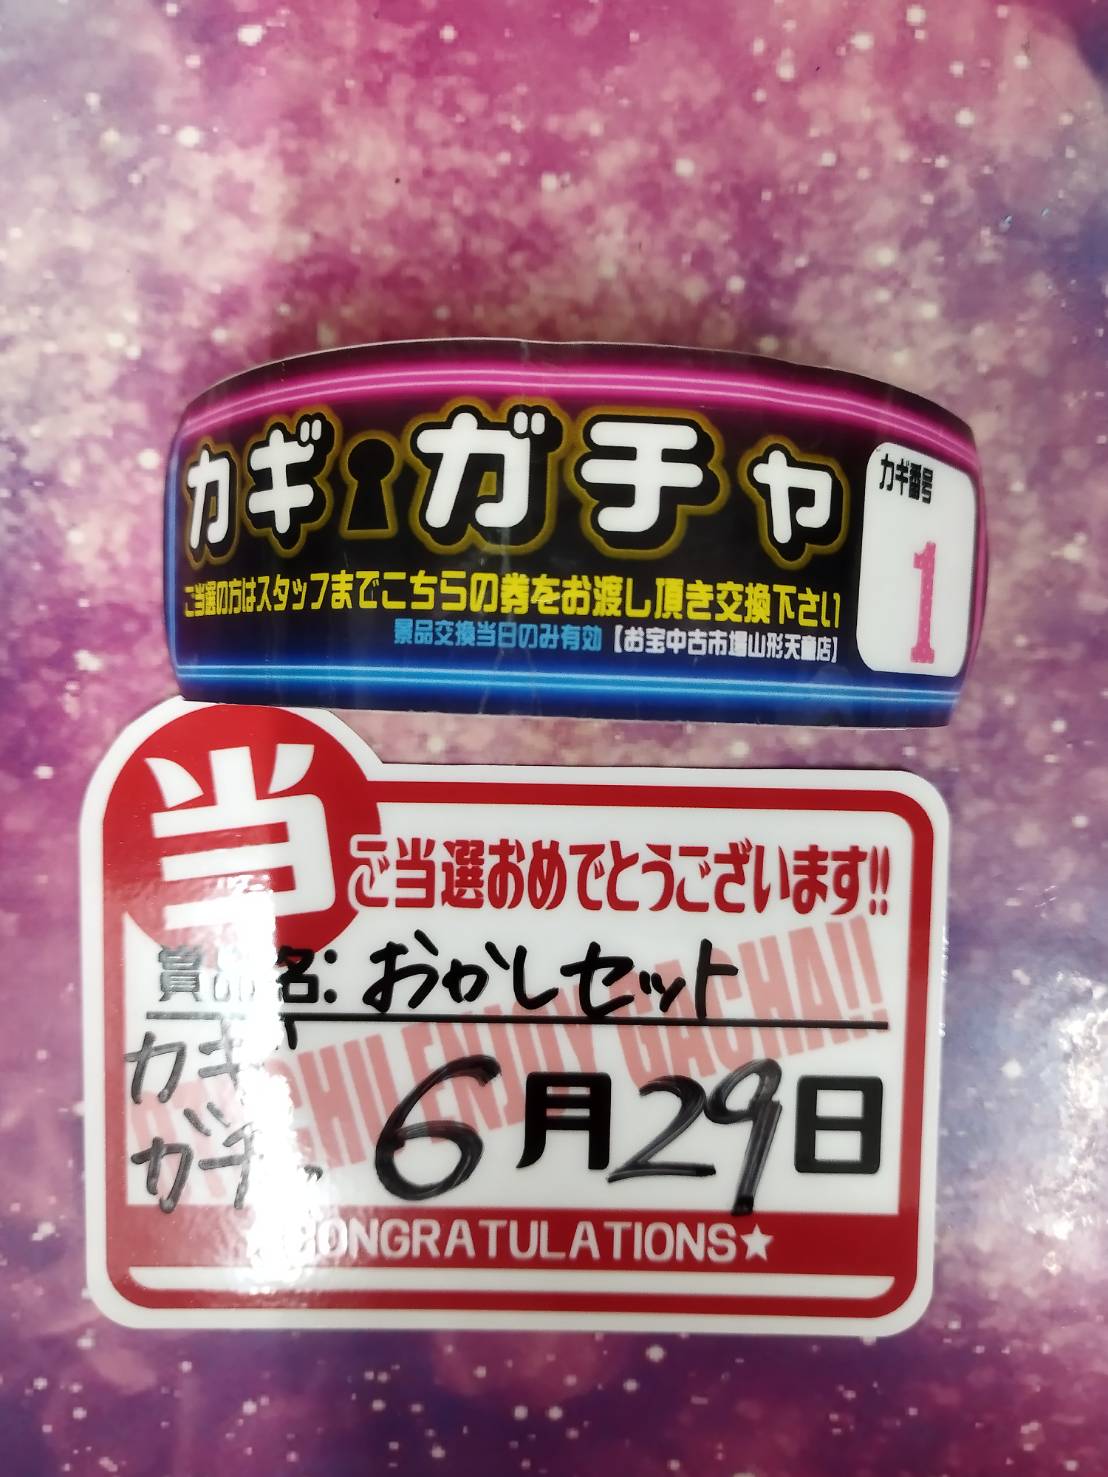 カギガチャ
カギ番号
1
ご当選の方はスタッフまでこちらの券をお渡し頂き交換下さい
景品交換当日のみ有効【お宝中古市場山形天童店】
当
ご当選おめでとうございます!!
賞品名:おかしセット
カギ
ガチャ
6月29日
ENJOY GACHA!!
CONGRATULATIONS★